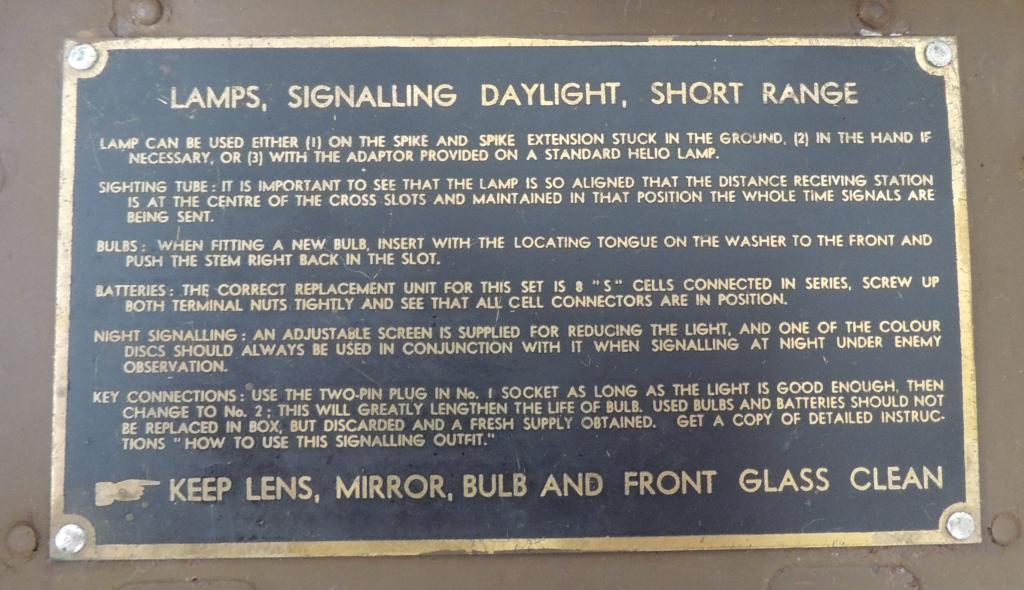 LAMPS, SIGNALLING DAYLIGHT, SHORT RANGE
LAMP CAN BE USED EITHER (1) ON THE SPIKE AND SPIKE EXTENSION STUCK IN THE GROUND, (2) IN THE HAND IF
NECESSARY, OR (3) WITH THE ADAPTOR PROVIDED ON A STANDARD HELIO LAMP.
SIGHTING TUBE : IT IS IMPORTANT TO SEE THAT THE LAMP IS SO ALIGNED THAT THE DISTANCE RECEIVING STATION
IS AT THE CENTRE OF THE CROSS SLOTS AND MAINTAINED IN THAT POSITION THE WHOLE TIME SIGNALS ARE
BEING SENT.
BULBS : WHEN FITTING A NEW BULB, INSERT WITH THE LOCATING TONGUE ON THE WASHER TO THE FRONT AND
PUSH THE STEM RIGHT BACK IN THE SLOT.
BATTERIES : THE CORRECT REPLACEMENT UNIT FOR THIS SET IS 8 "S" CELLS CONNECTED IN SERIES, SCREW UP
BOTH TERMINAL NUTS TIGHTLY AND SEE THAT ALL CELL CONNECTORS ARE IN POSITION.
NIGHT SIGNALLING : AN ADJUSTABLE SCREEN IS SUPPLIED FOR REDUCING THE LIGHT, AND ONE OF THE COLOUR
DISCS SHOULD ALWAYS BE USED IN CONJUNCTION WITH IT WHEN SIGNALLING AT NIGHT UNDER ENEMY
OBSERVATION.
KEY CONNECTIONS : USE THE TWO-PIN PLUG IN No. 1 SOCKET AS LONG AS THE LIGHT IS GOOD ENOUGH, THEN
CHANGE TO No. 2 ; THIS WILL GREATLY LENGTHEN THE LIFE OF BULB. USED BULBS AND BATTERIES SHOULD NOT
BE REPLACED IN BOX, BUT DISCARDED AND A FRESH SUPPLY OBTAINED. GET A COPY OF DETAILED INSTRUC-
TIONS "HOW TO USE THIS SIGNALLING OUTFIT."
KEEP LENS, MIRROR, BULB AND FRONT GLASS CLEAN